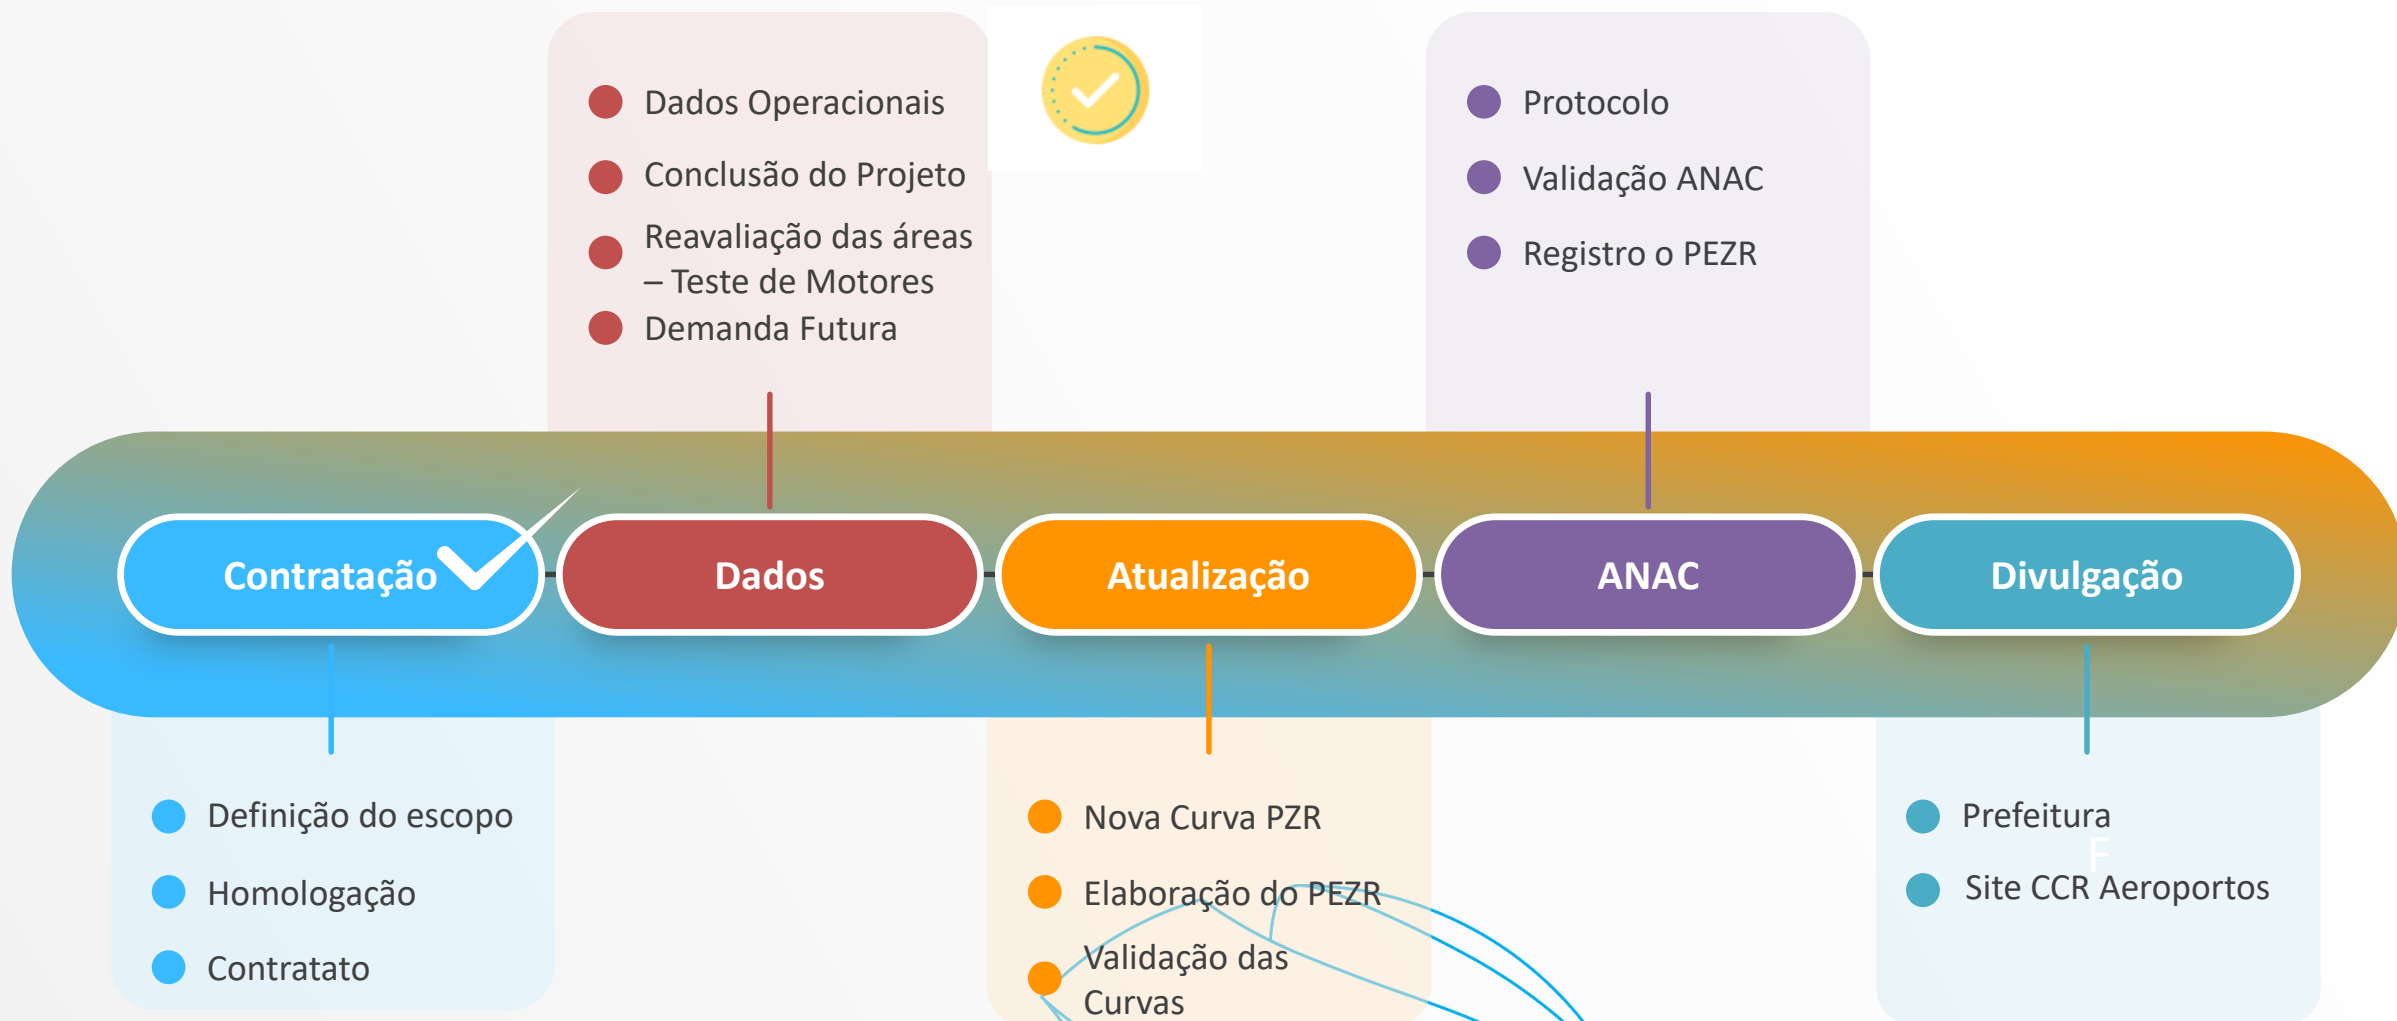 Dados Operacionais
Conclusão do Projeto
Reavaliação das áreas
– Teste de Motores
Demanda Futura
Protocolo
Validação ANAC
Registro o PEZR
Contratação
Dados
Atualização
ANAC
Divulgação
Definição do escopo
Homologação
Contratato
Nova Curva PZR
Elaboração do PEZR
Validação das
Curvas
Prefeitura
F
Site CCR Aeroportos